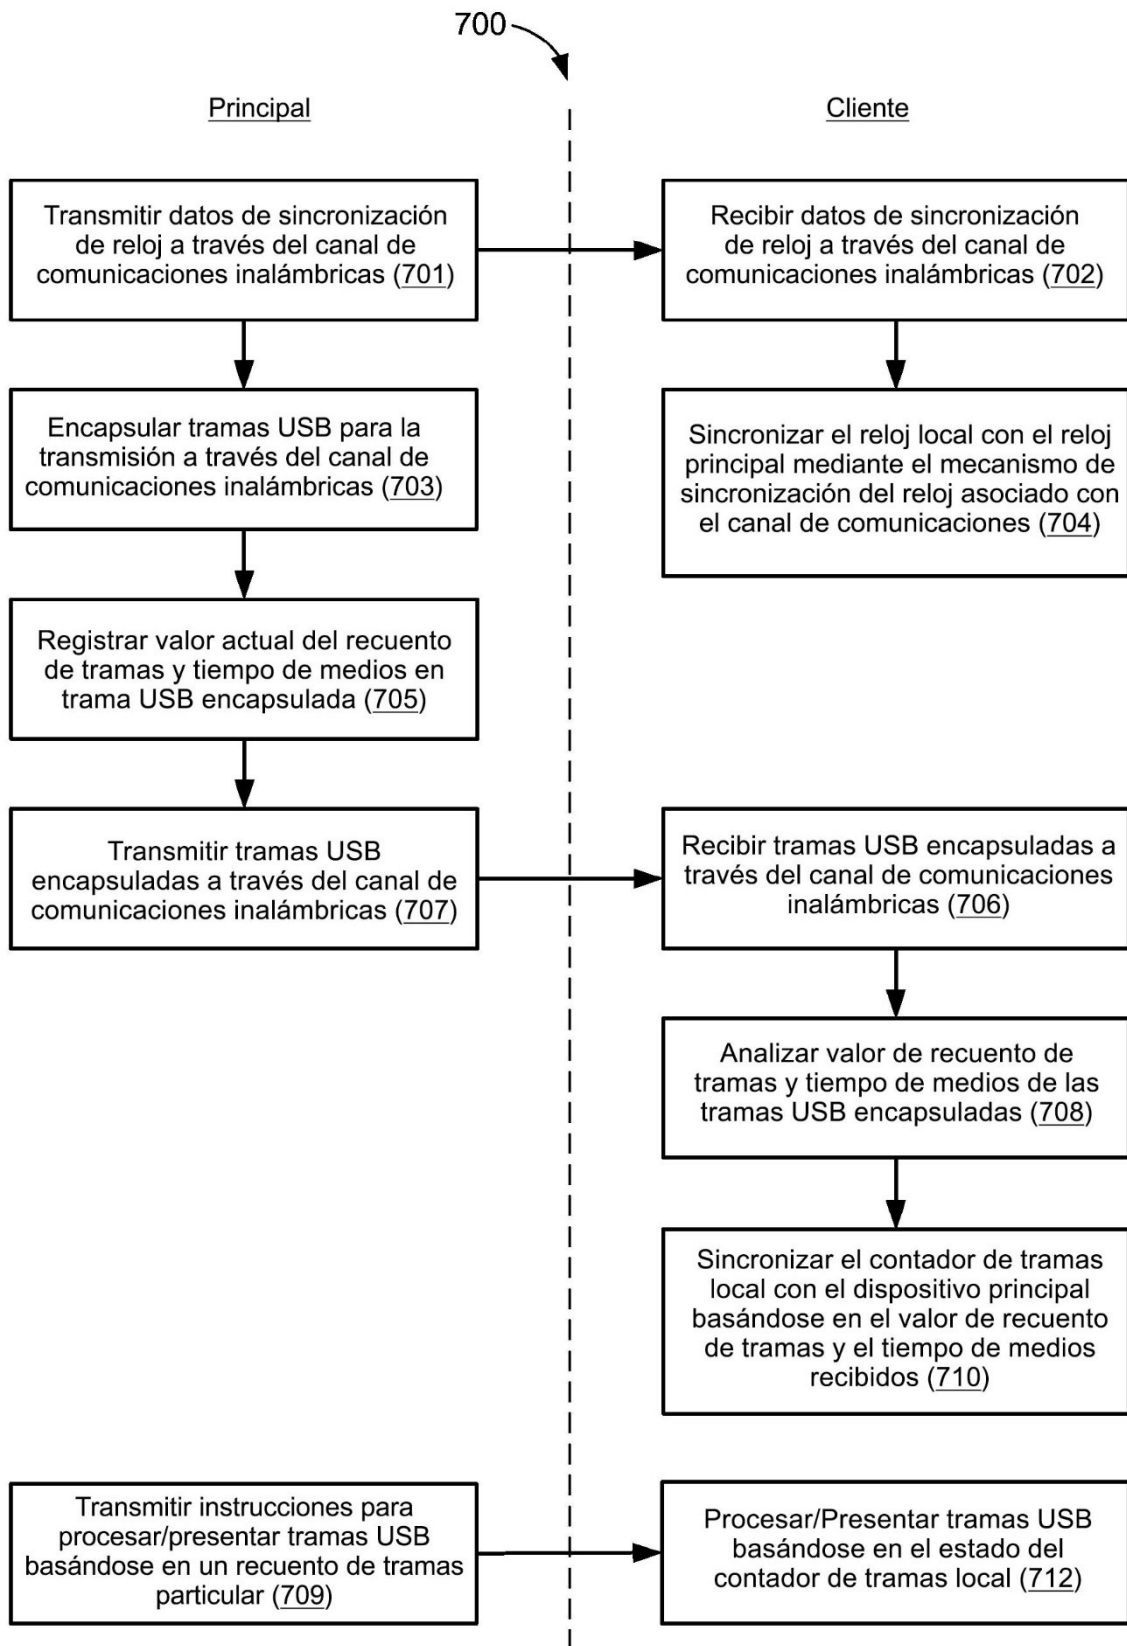 700
Principal
Cliente
Transmitir datos de sincronización
de reloj a través del canal de
comunicaciones inalámbricas (701)
Recibir datos de sincronización
de reloj a través del canal de
comunicaciones inalámbricas (702)
Encapsular tramas USB para la
transmisión a través del canal de
comunicaciones inalámbricas (703)
Sincronizar el reloj local con el reloj
principal mediante el mecanismo de
sincronización del reloj asociado con
el canal de comunicaciones (704)
Registrar valor actual del recuento
de tramas y tiempo de medios en
trama USB encapsulada (705)
Transmitir tramas USB
encapsuladas a través del canal de
comunicaciones inalámbricas (707)
Recibir tramas USB encapsuladas a
través del canal de comunicaciones
inalámbricas (706)
Analizar valor de recuento de
tramas y tiempo de medios de las
tramas USB encapsuladas (708)
Sincronizar el contador de tramas
local con el dispositivo principal
basándose en el valor de recuento
de tramas y el tiempo de medios
recibidos (710)
Transmitir instrucciones para
procesar/presentar tramas USB
basándose en un recuento de tramas
particular (709)
Procesar/Presentar tramas USB
basándose en el estado del
contador de tramas local (712)